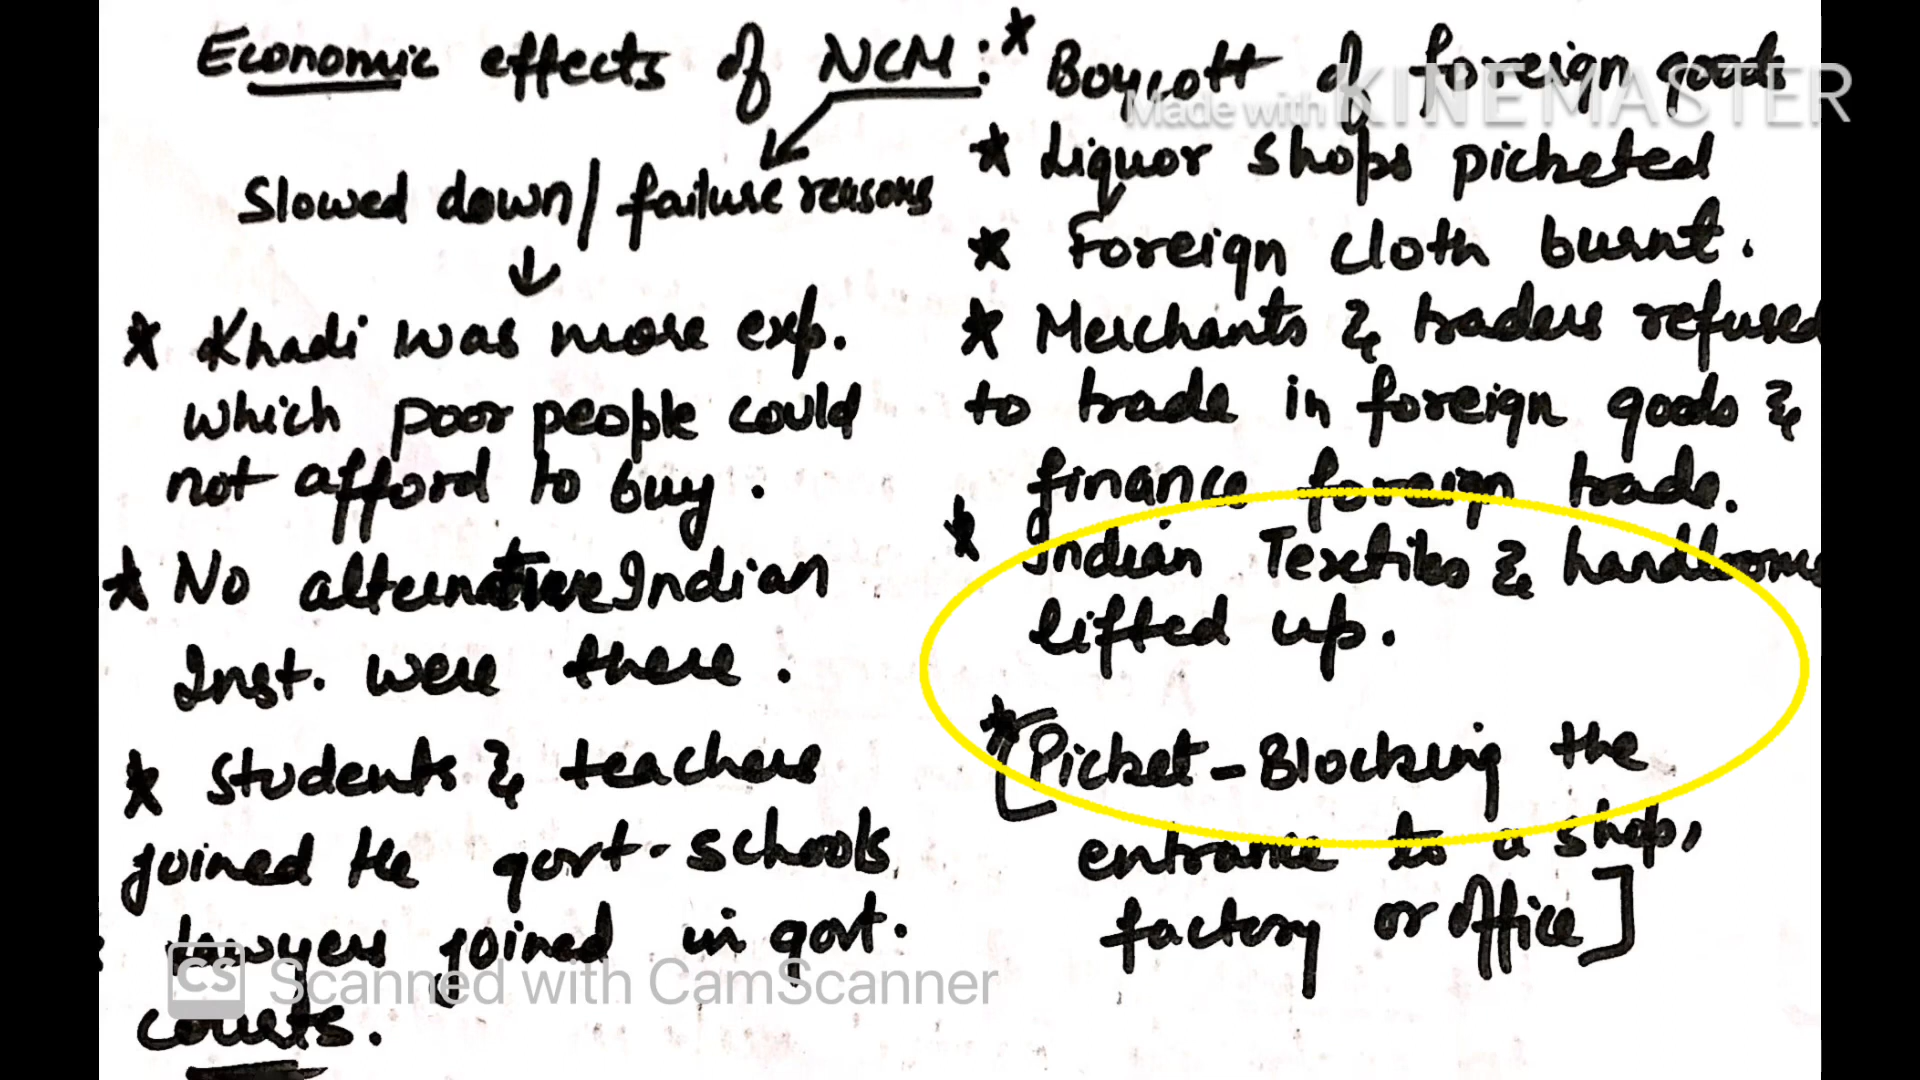 Economic effects of NCM :
Slowed down / failure reasons
* Khadi was more exp.
which poor people could
not afford to buy.
* No alternative Indian
Inst. were there.
* Students & teachers
joined the govt. schools
lawyers joined in govt.
courts.
* Boycott of foreign goods
* Liquor shops picketed
* Foreign cloth burnt.
* Merchants & traders refused
to trade in foreign goods &
finance foreign trade.
* Indian Textiles & handlooms
lifted up.
* [Picket - Blocking the
entrance to a shop,
factory or office]
Made with KINEMASTER
CS Scanned with CamScanner